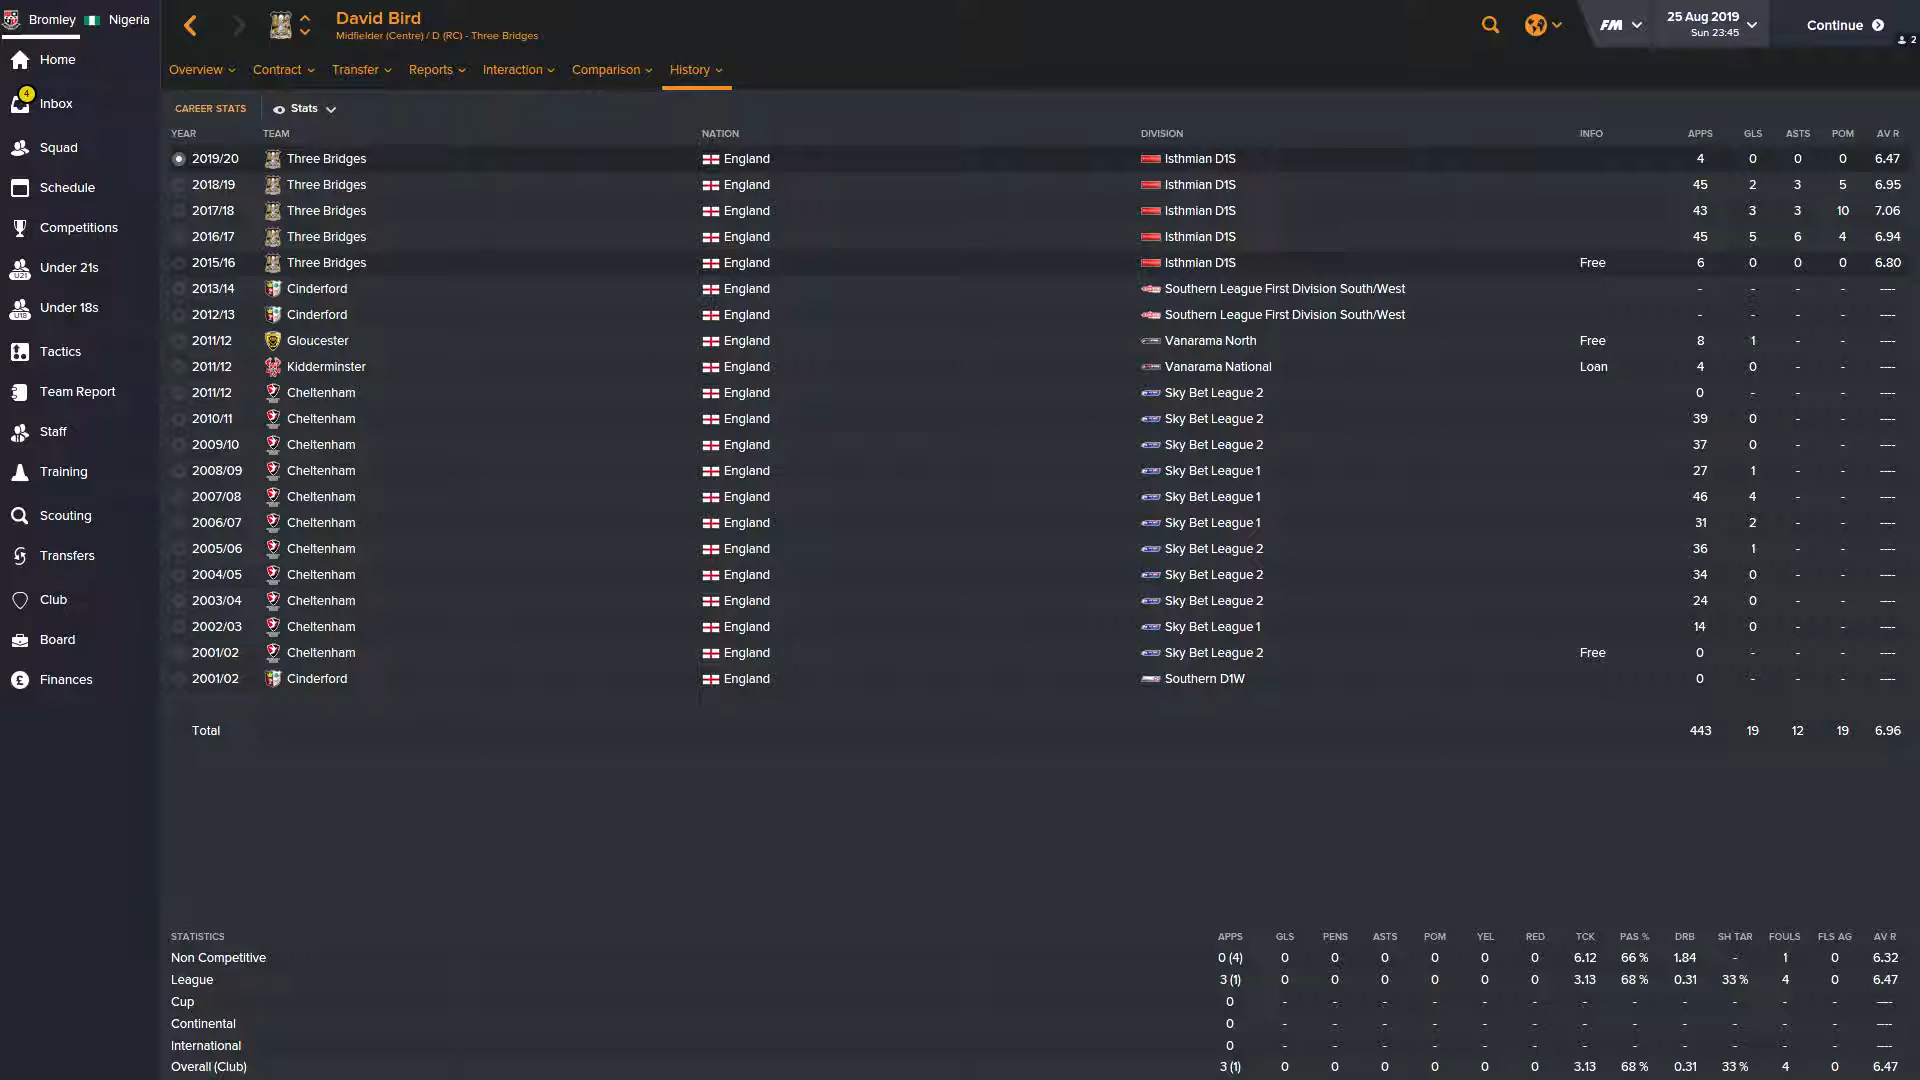 Bromley Nigeria
David Bird
Midfielder (Centre) / D (RC) - Three Bridges
FM
25 Aug 2019
Sun 23:45
Continue
2
Home
4
Inbox
Squad
Schedule
Competitions
U21
Under 21s
U18
Under 18s
Tactics
Team Report
Staff
Training
Scouting
Transfers
Club
Board
Finances
Overview Contract Transfer Reports Interaction Comparison History
CAREER STATS Stats
YEAR TEAM NATION DIVISION INFO APPS GLS ASTS POM AV R
2019/20 Three Bridges England Isthmian D1S 4 0 0 0 6.47
2018/19 Three Bridges England Isthmian D1S 45 2 3 5 6.95
2017/18 Three Bridges England Isthmian D1S 43 3 3 10 7.06
2016/17 Three Bridges England Isthmian D1S 45 5 6 4 6.94
2015/16 Three Bridges England Isthmian D1S Free 6 0 0 0 6.80
2013/14 Cinderford England Southern League First Division South/West - - - - ----
2012/13 Cinderford England Southern League First Division South/West - - - - ----
2011/12 Gloucester England Vanarama North Free 8 1 - - ----
2011/12 Kidderminster England Vanarama National Loan 4 0 - - ----
2011/12 Cheltenham England Sky Bet League 2 0 - - - ----
2010/11 Cheltenham England Sky Bet League 2 39 0 - - ----
2009/10 Cheltenham England Sky Bet League 2 37 0 - - ----
2008/09 Cheltenham England Sky Bet League 1 27 1 - - ----
2007/08 Cheltenham England Sky Bet League 1 46 4 - - ----
2006/07 Cheltenham England Sky Bet League 1 31 2 - - ----
2005/06 Cheltenham England Sky Bet League 2 36 1 - - ----
2004/05 Cheltenham England Sky Bet League 2 34 0 - - ----
2003/04 Cheltenham England Sky Bet League 2 24 0 - - ----
2002/03 Cheltenham England Sky Bet League 1 14 0 - - ----
2001/02 Cheltenham England Sky Bet League 2 Free 0 - - - ----
2001/02 Cinderford England Southern D1W 0 - - - ----
Total 443 19 12 19 6.96
STATISTICS APPS GLS PENS ASTS POM YEL RED TCK PAS % DRB SH TAR FOULS FLS AG AV R
Non Competitive 0 (4) 0 0 0 0 0 0 6.12 66 % 1.84 - 1 0 6.32
League 3 (1) 0 0 0 0 0 0 3.13 68 % 0.31 33 % 4 0 6.47
Cup 0 - - - - - - - - - - - - ----
Continental 0 - - - - - - - - - - - - ----
International 0 - - - - - - - - - - - - ----
Overall (Club) 3 (1) 0 0 0 0 0 0 3.13 68 % 0.31 33 % 4 0 6.47